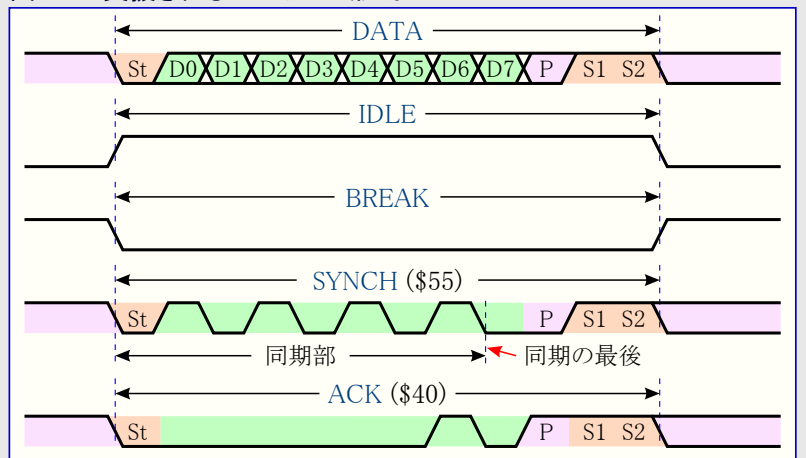 DATA
St D0 D1 D2 D3 D4 D5 D6 D7 P S1 S2
IDLE
BREAK
SYNCH ($55)
St P S1 S2
同期部 同期の最後
ACK ($40)
St P S1 S2